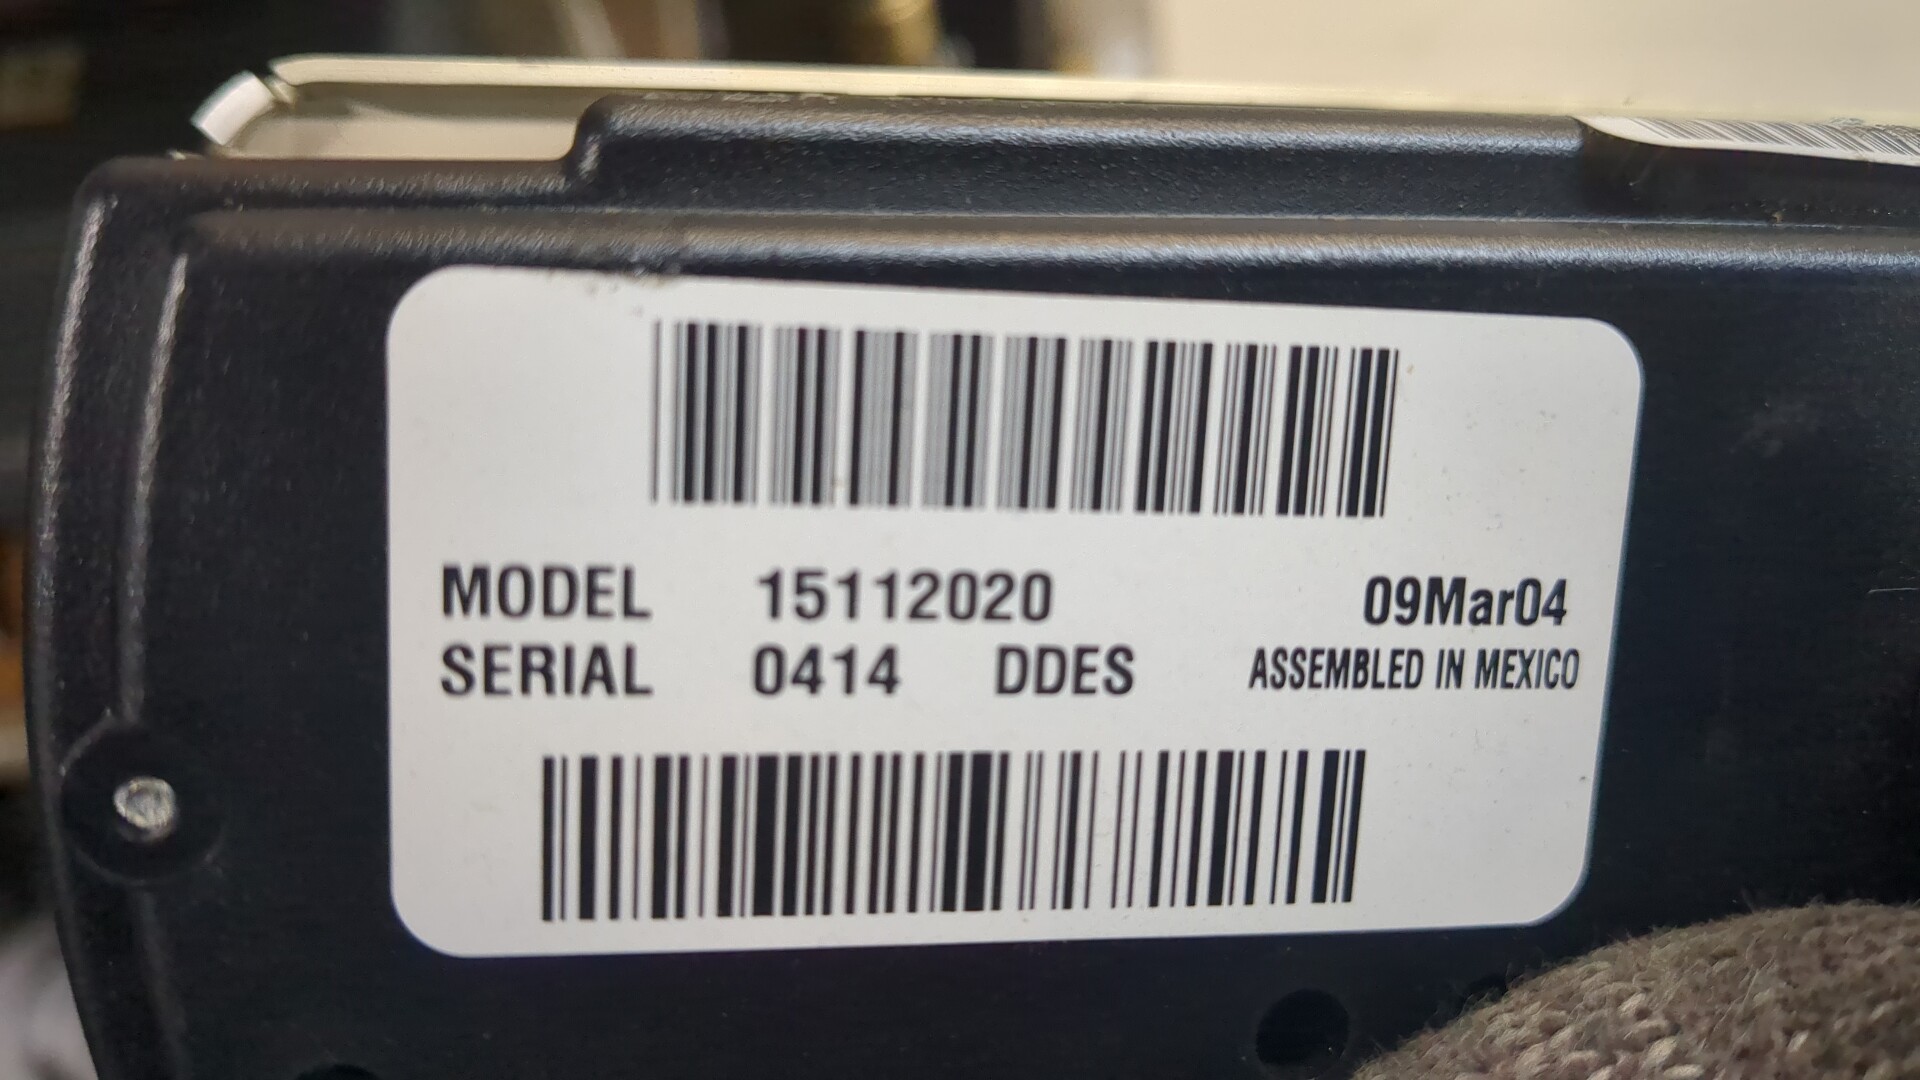 MODEL 15112020 09Mar04
SERIAL 0414 DDES ASSEMBLED IN MEXICO